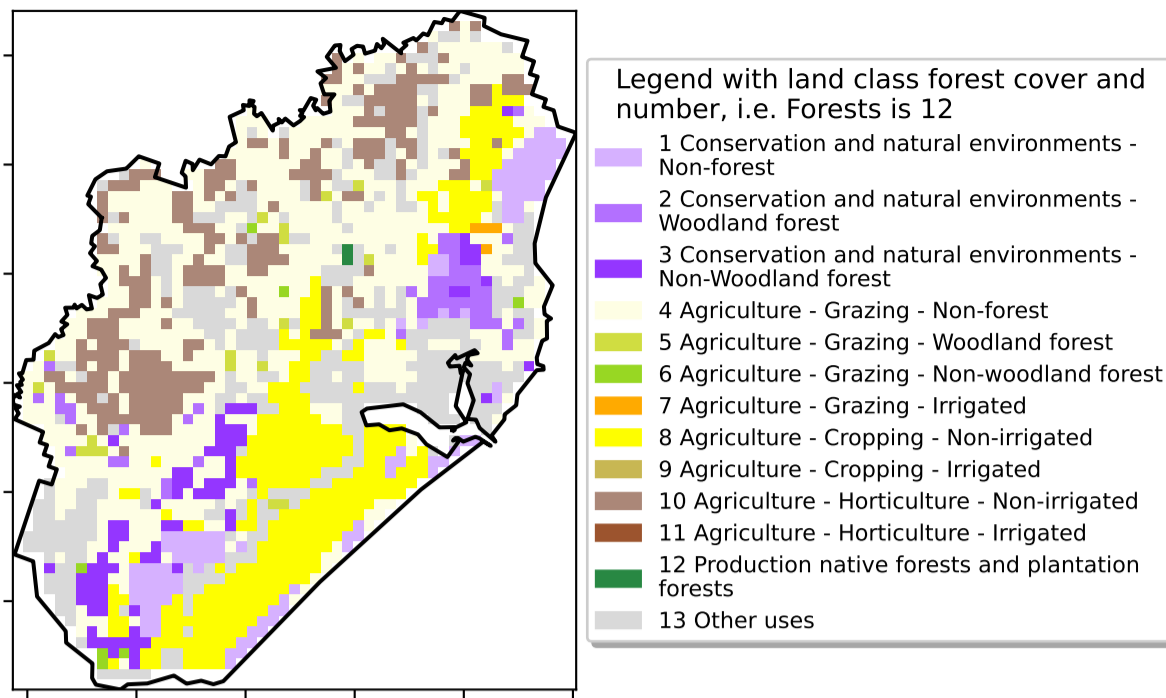 Legend with land class forest cover and
number, i.e. Forests is 12
1 Conservation and natural environments -
Non-forest
2 Conservation and natural environments -
Woodland forest
3 Conservation and natural environments -
Non-Woodland forest
4 Agriculture - Grazing - Non-forest
5 Agriculture - Grazing - Woodland forest
6 Agriculture - Grazing - Non-woodland forest
7 Agriculture - Grazing - Irrigated
8 Agriculture - Cropping - Non-irrigated
9 Agriculture - Cropping - Irrigated
10 Agriculture - Horticulture - Non-irrigated
11 Agriculture - Horticulture - Irrigated
12 Production native forests and plantation
forests
13 Other uses